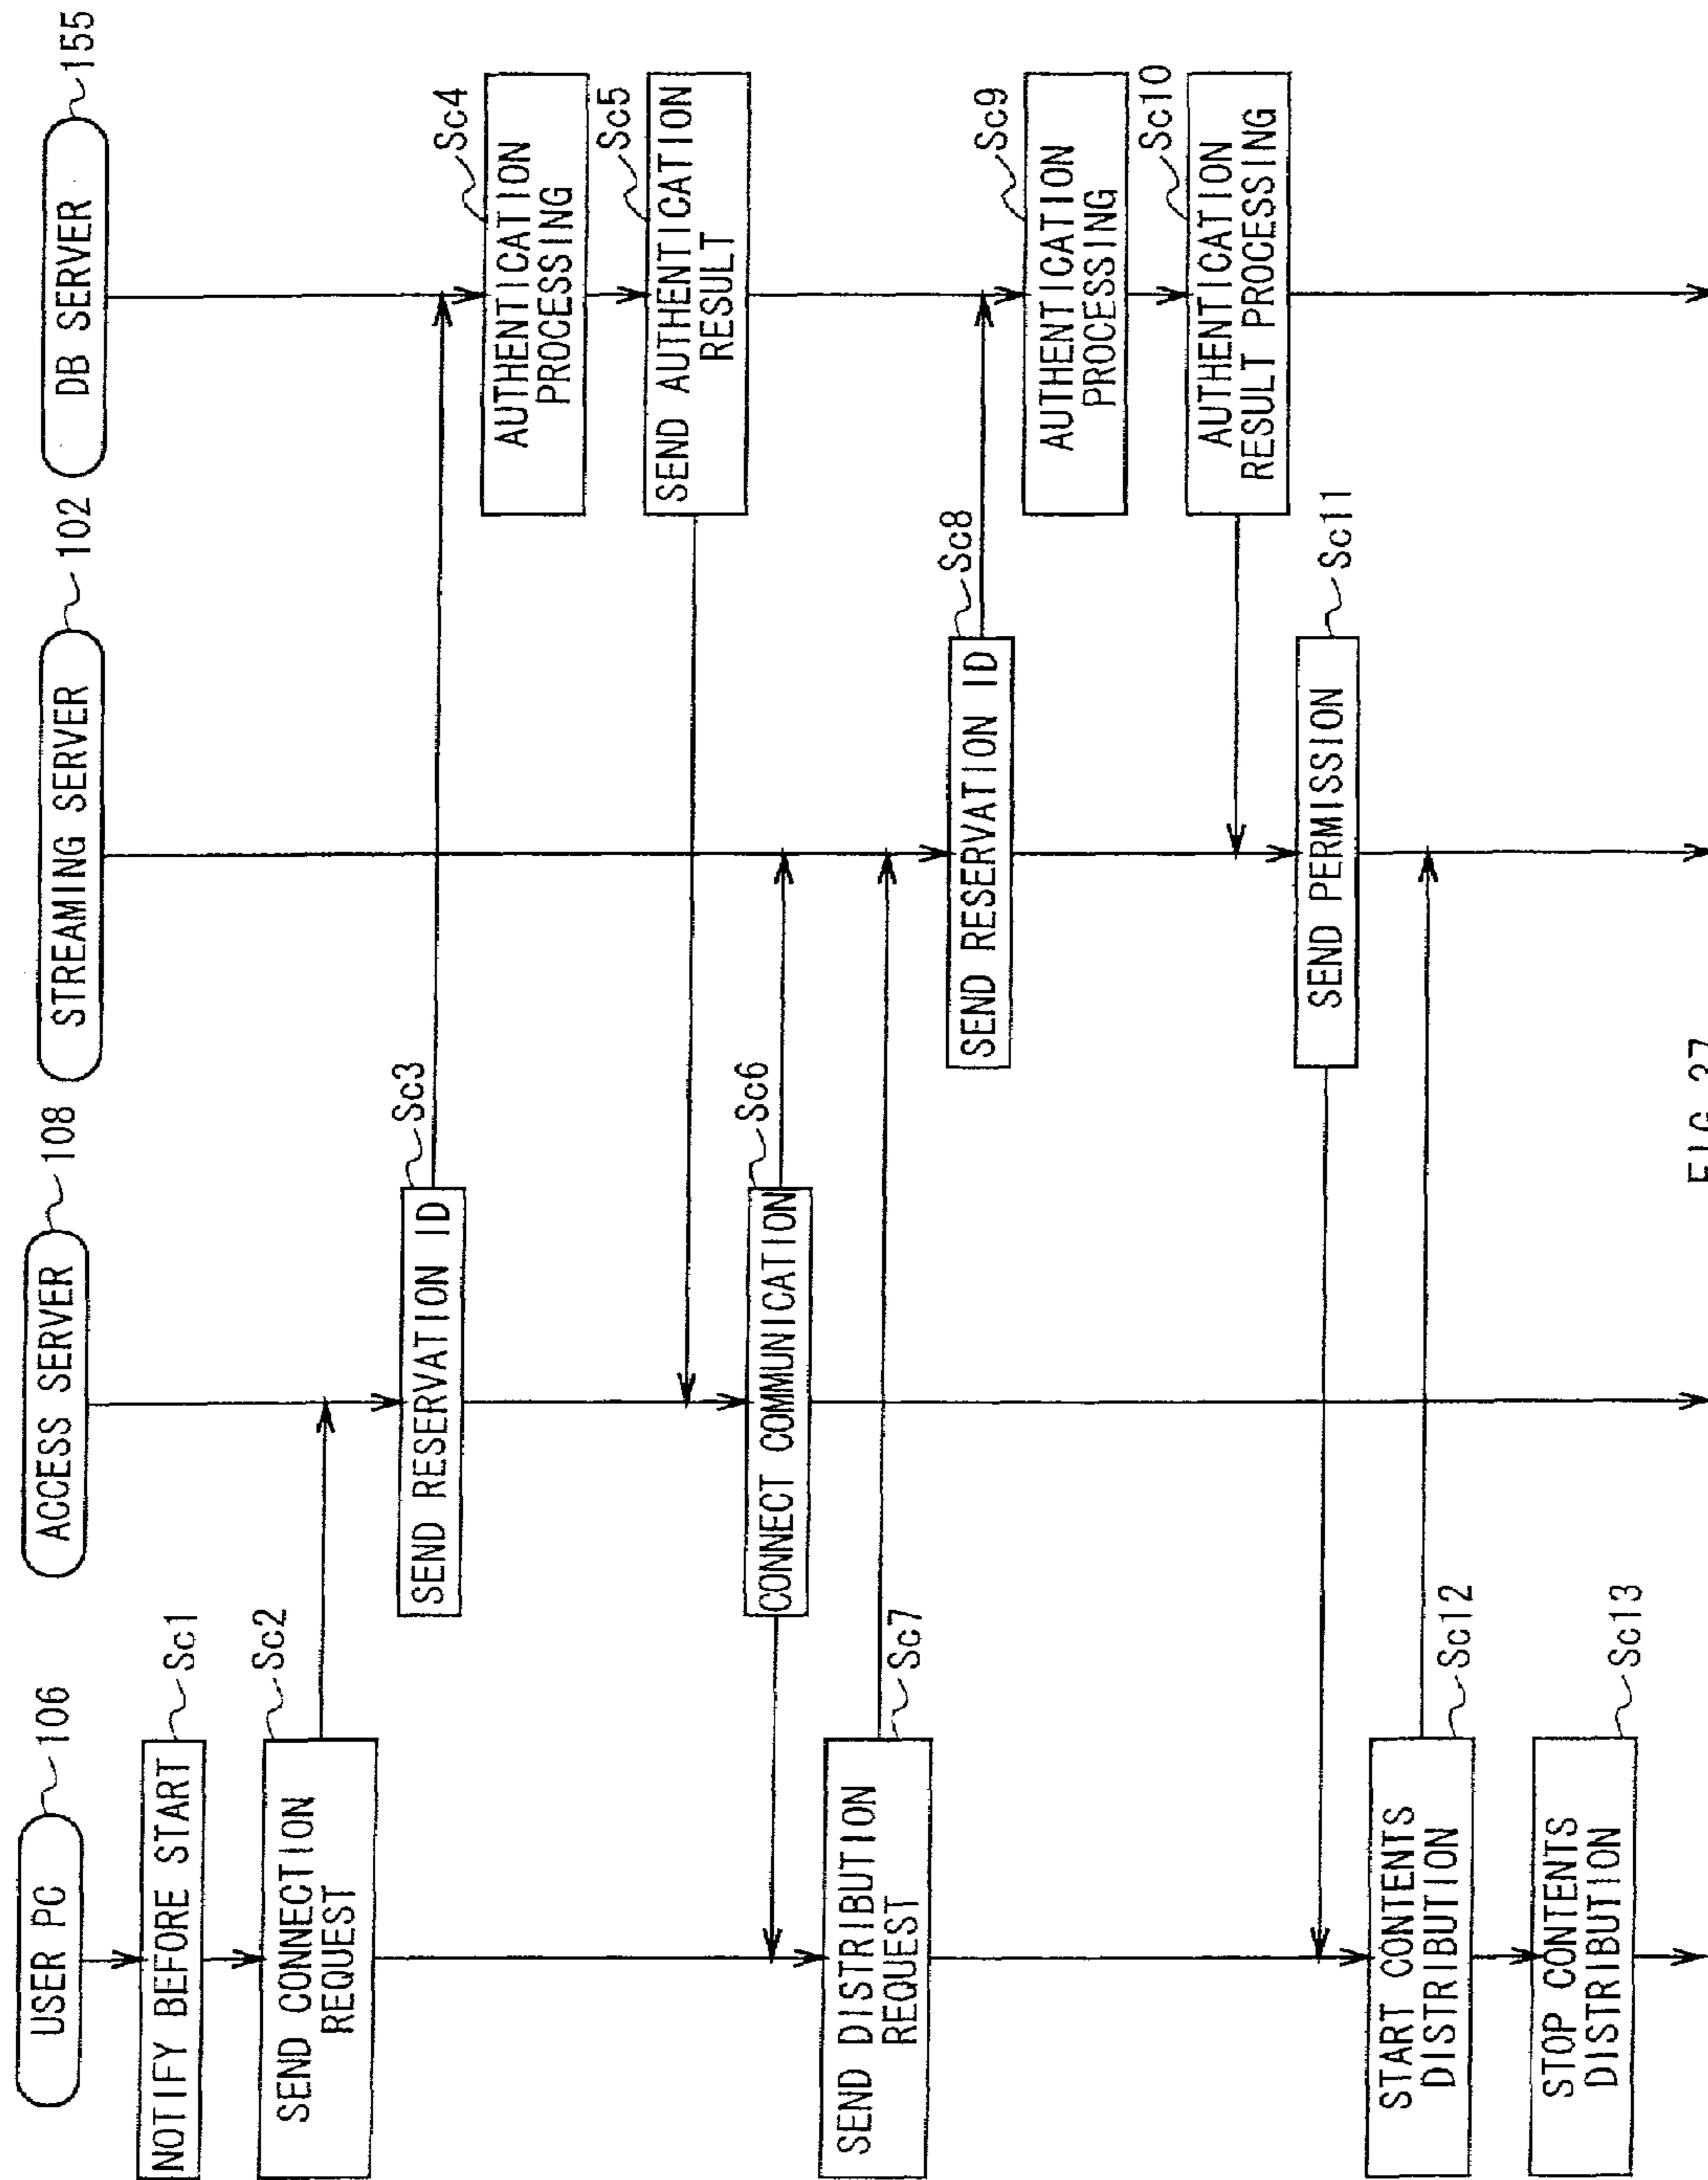 USER PC
106
ACCESS SERVER
108
STREAMING SERVER
102
DB SERVER
155
NOTIFY BEFORE START
Sc1
SEND CONNECTION
REQUEST
Sc2
SEND RESERVATION ID
Sc3
AUTHENTICATION
PROCESSING
Sc4
SEND AUTHENTICATION
RESULT
Sc5
CONNECT COMMUNICATION
Sc6
SEND DISTRIBUTION
REQUEST
Sc7
SEND RESERVATION ID
Sc8
AUTHENTICATION
PROCESSING
Sc9
AUTHENTICATION
RESULT PROCESSING
Sc10
SEND PERMISSION
Sc11
START CONTENTS
DISTRIBUTION
Sc12
STOP CONTENTS
DISTRIBUTION
Sc13
FIG. 37